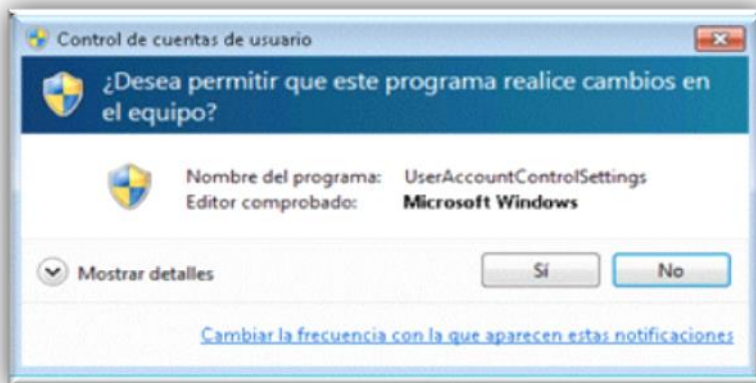 Control de cuentas de usuario
¿Desea permitir que este programa realice cambios en
el equipo?
Nombre del programa: UserAccountControlSettings
Editor comprobado: Microsoft Windows
Mostrar detalles
Sí
No
Cambiar la frecuencia con la que aparecen estas notificaciones